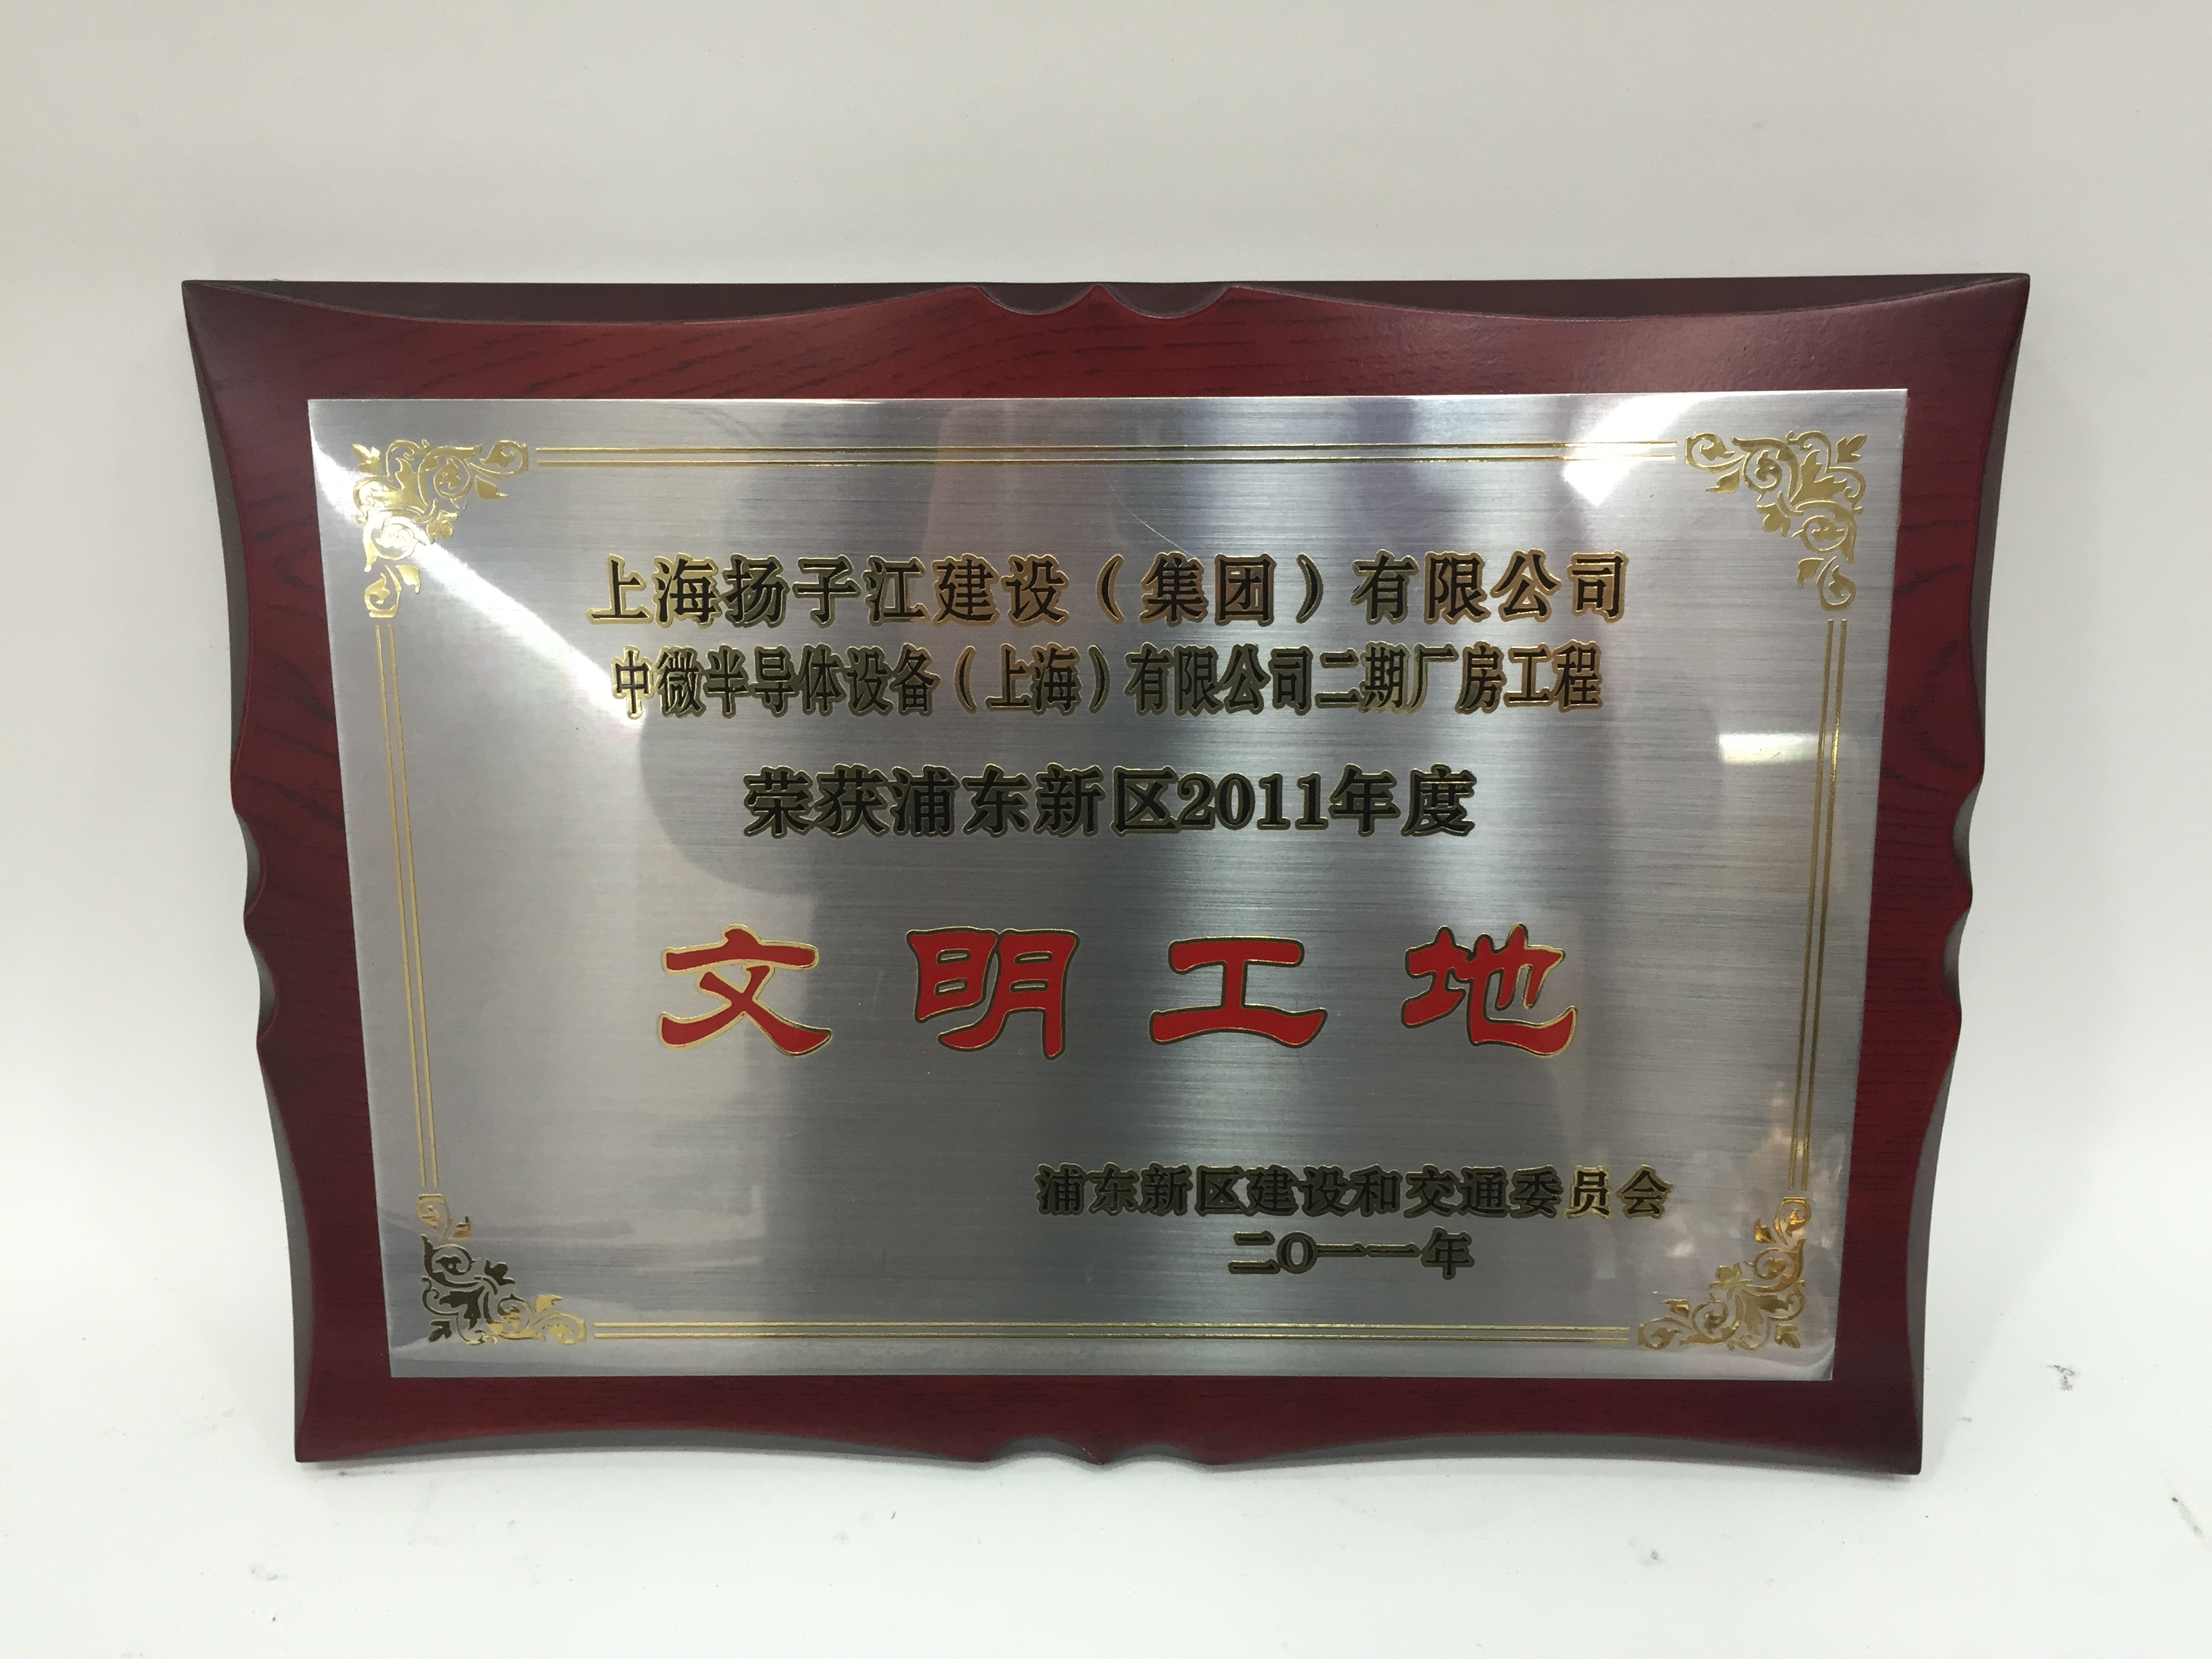 上海扬子江建设（集团）有限公司
中微半导体设备（上海）有限公司二期厂房工程
荣获浦东新区2011年度
文明工地
浦东新区建设和交通委员会
二O一一年